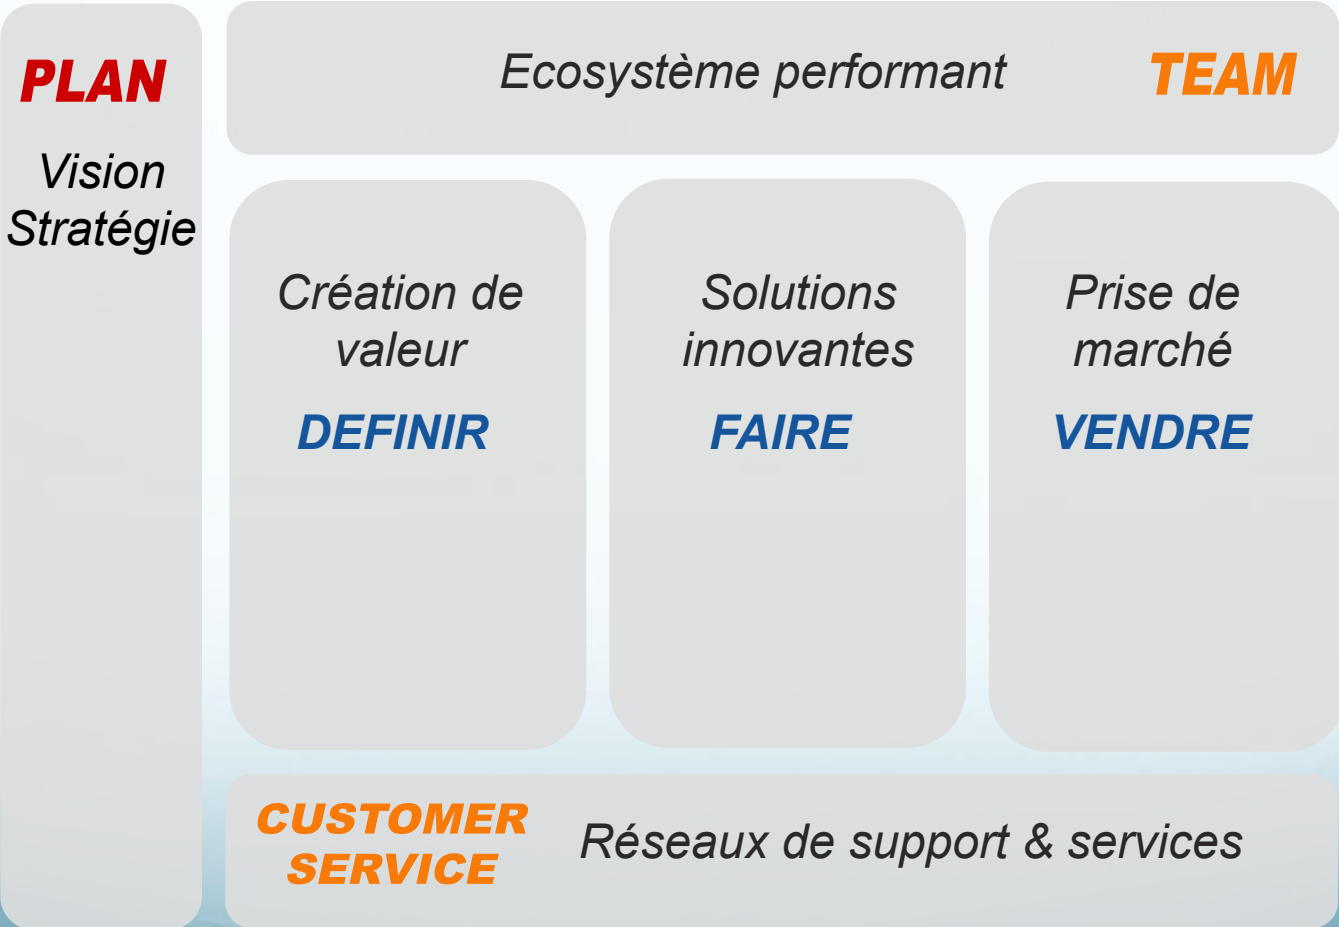 PLAN
Vision
Stratégie
Ecosystème performant
TEAM
Création de
valeur
DEFINIR
Solutions
innovantes
FAIRE
Prise de
marché
VENDRE
CUSTOMER
SERVICE
Réseaux de support & services